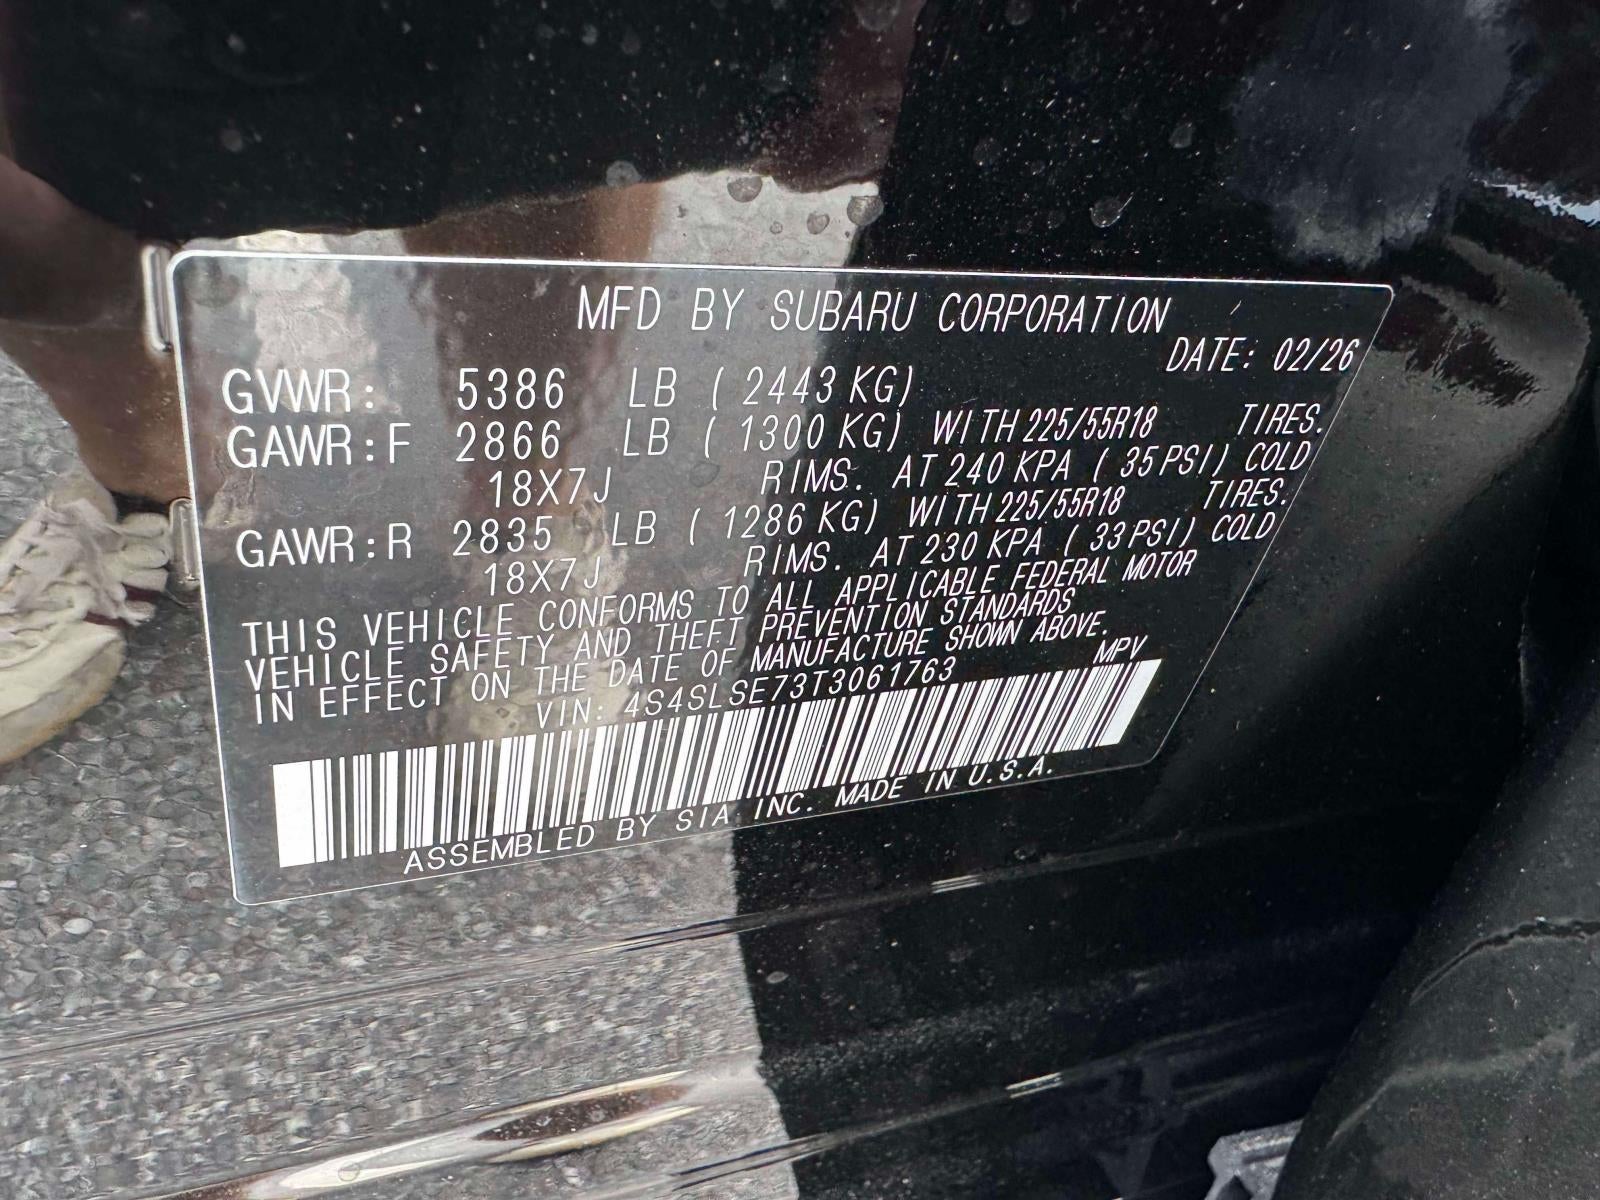 MFD BY SUBARU CORPORATION
DATE: 02/26
GVWR: 5386 LB ( 2443 KG)
GAWR:F 2866 LB ( 1300 KG) WITH 225/55R18 TIRES.
18X7J RIMS. AT 240 KPA ( 35 PSI) COLD
GAWR:R 2835 LB ( 1286 KG) WITH 225/55R18 TIRES.
18X7J RIMS. AT 230 KPA ( 33 PSI) COLD
THIS VEHICLE CONFORMS TO ALL APPLICABLE FEDERAL MOTOR
VEHICLE SAFETY AND THEFT PREVENTION STANDARDS
IN EFFECT ON THE DATE OF MANUFACTURE SHOWN ABOVE.
VIN: 4S4SLSE73T3061763 MPV
ASSEMBLED BY SIA INC. MADE IN U.S.A.